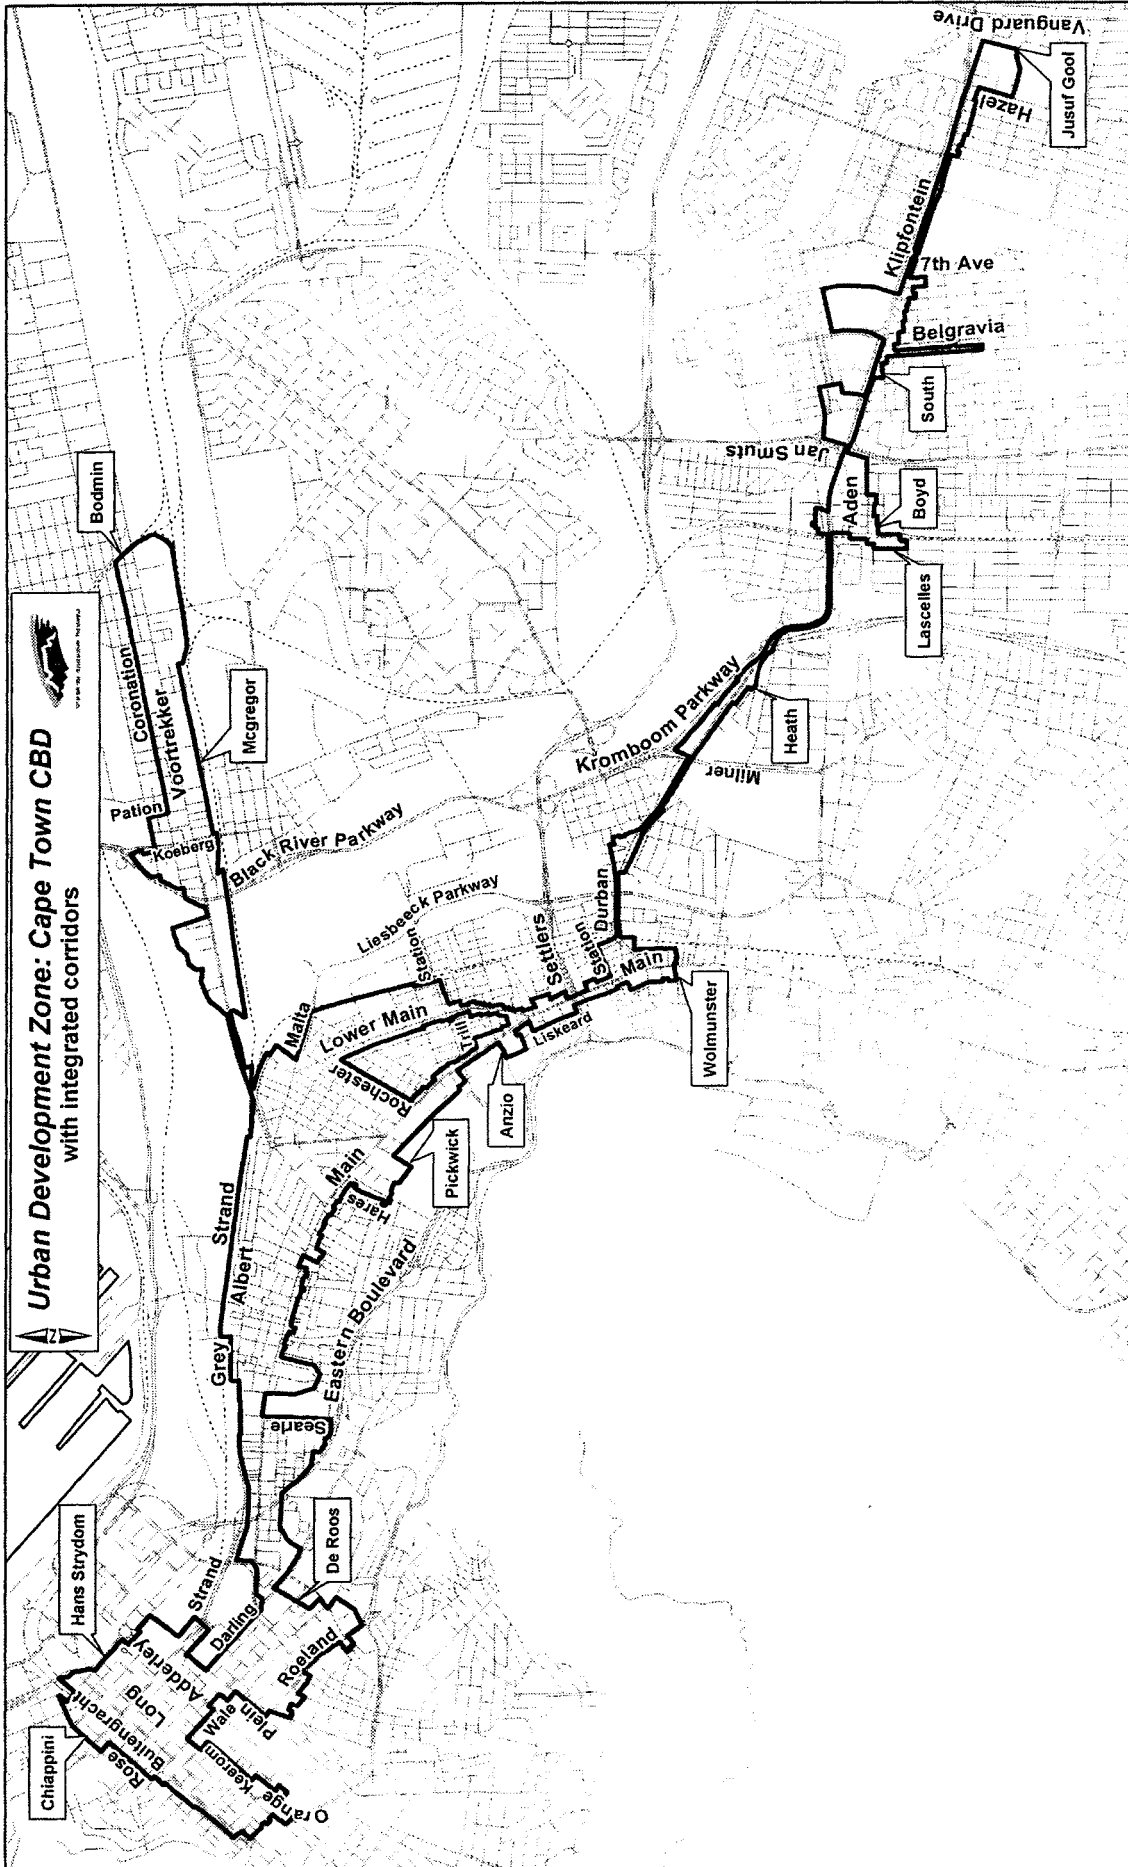 Urban Development Zone: Cape Town CBD
with integrated corridors
N
Vanguard Drive
Jusuf Gool
Hazel
Klipfontein
7th Ave
Belgravia
South
Jan Smuts
Aden
Boyd
Lascelles
Bodmin
Coronation
Voortrekker
Mcgregor
Pation
Koeberg
Black River Parkway
Kromboom Parkway
Heath
Milner
Liesbeeck Parkway
Station
Settlers
Station
Durban
Main
Wolmunster
Malta
Lower Main
Trill
Liskeard
Rochester
Anzio
Pickwick
Main
Hares
Strand
Albert
Grey
Eastern Boulevard
Searle
Hans Strydom
Strand
De Roos
Darling
Adderley
Long
Roeland
Plein
Wale
Buitengracht
Keerom
Rose
Chiappini
Orange